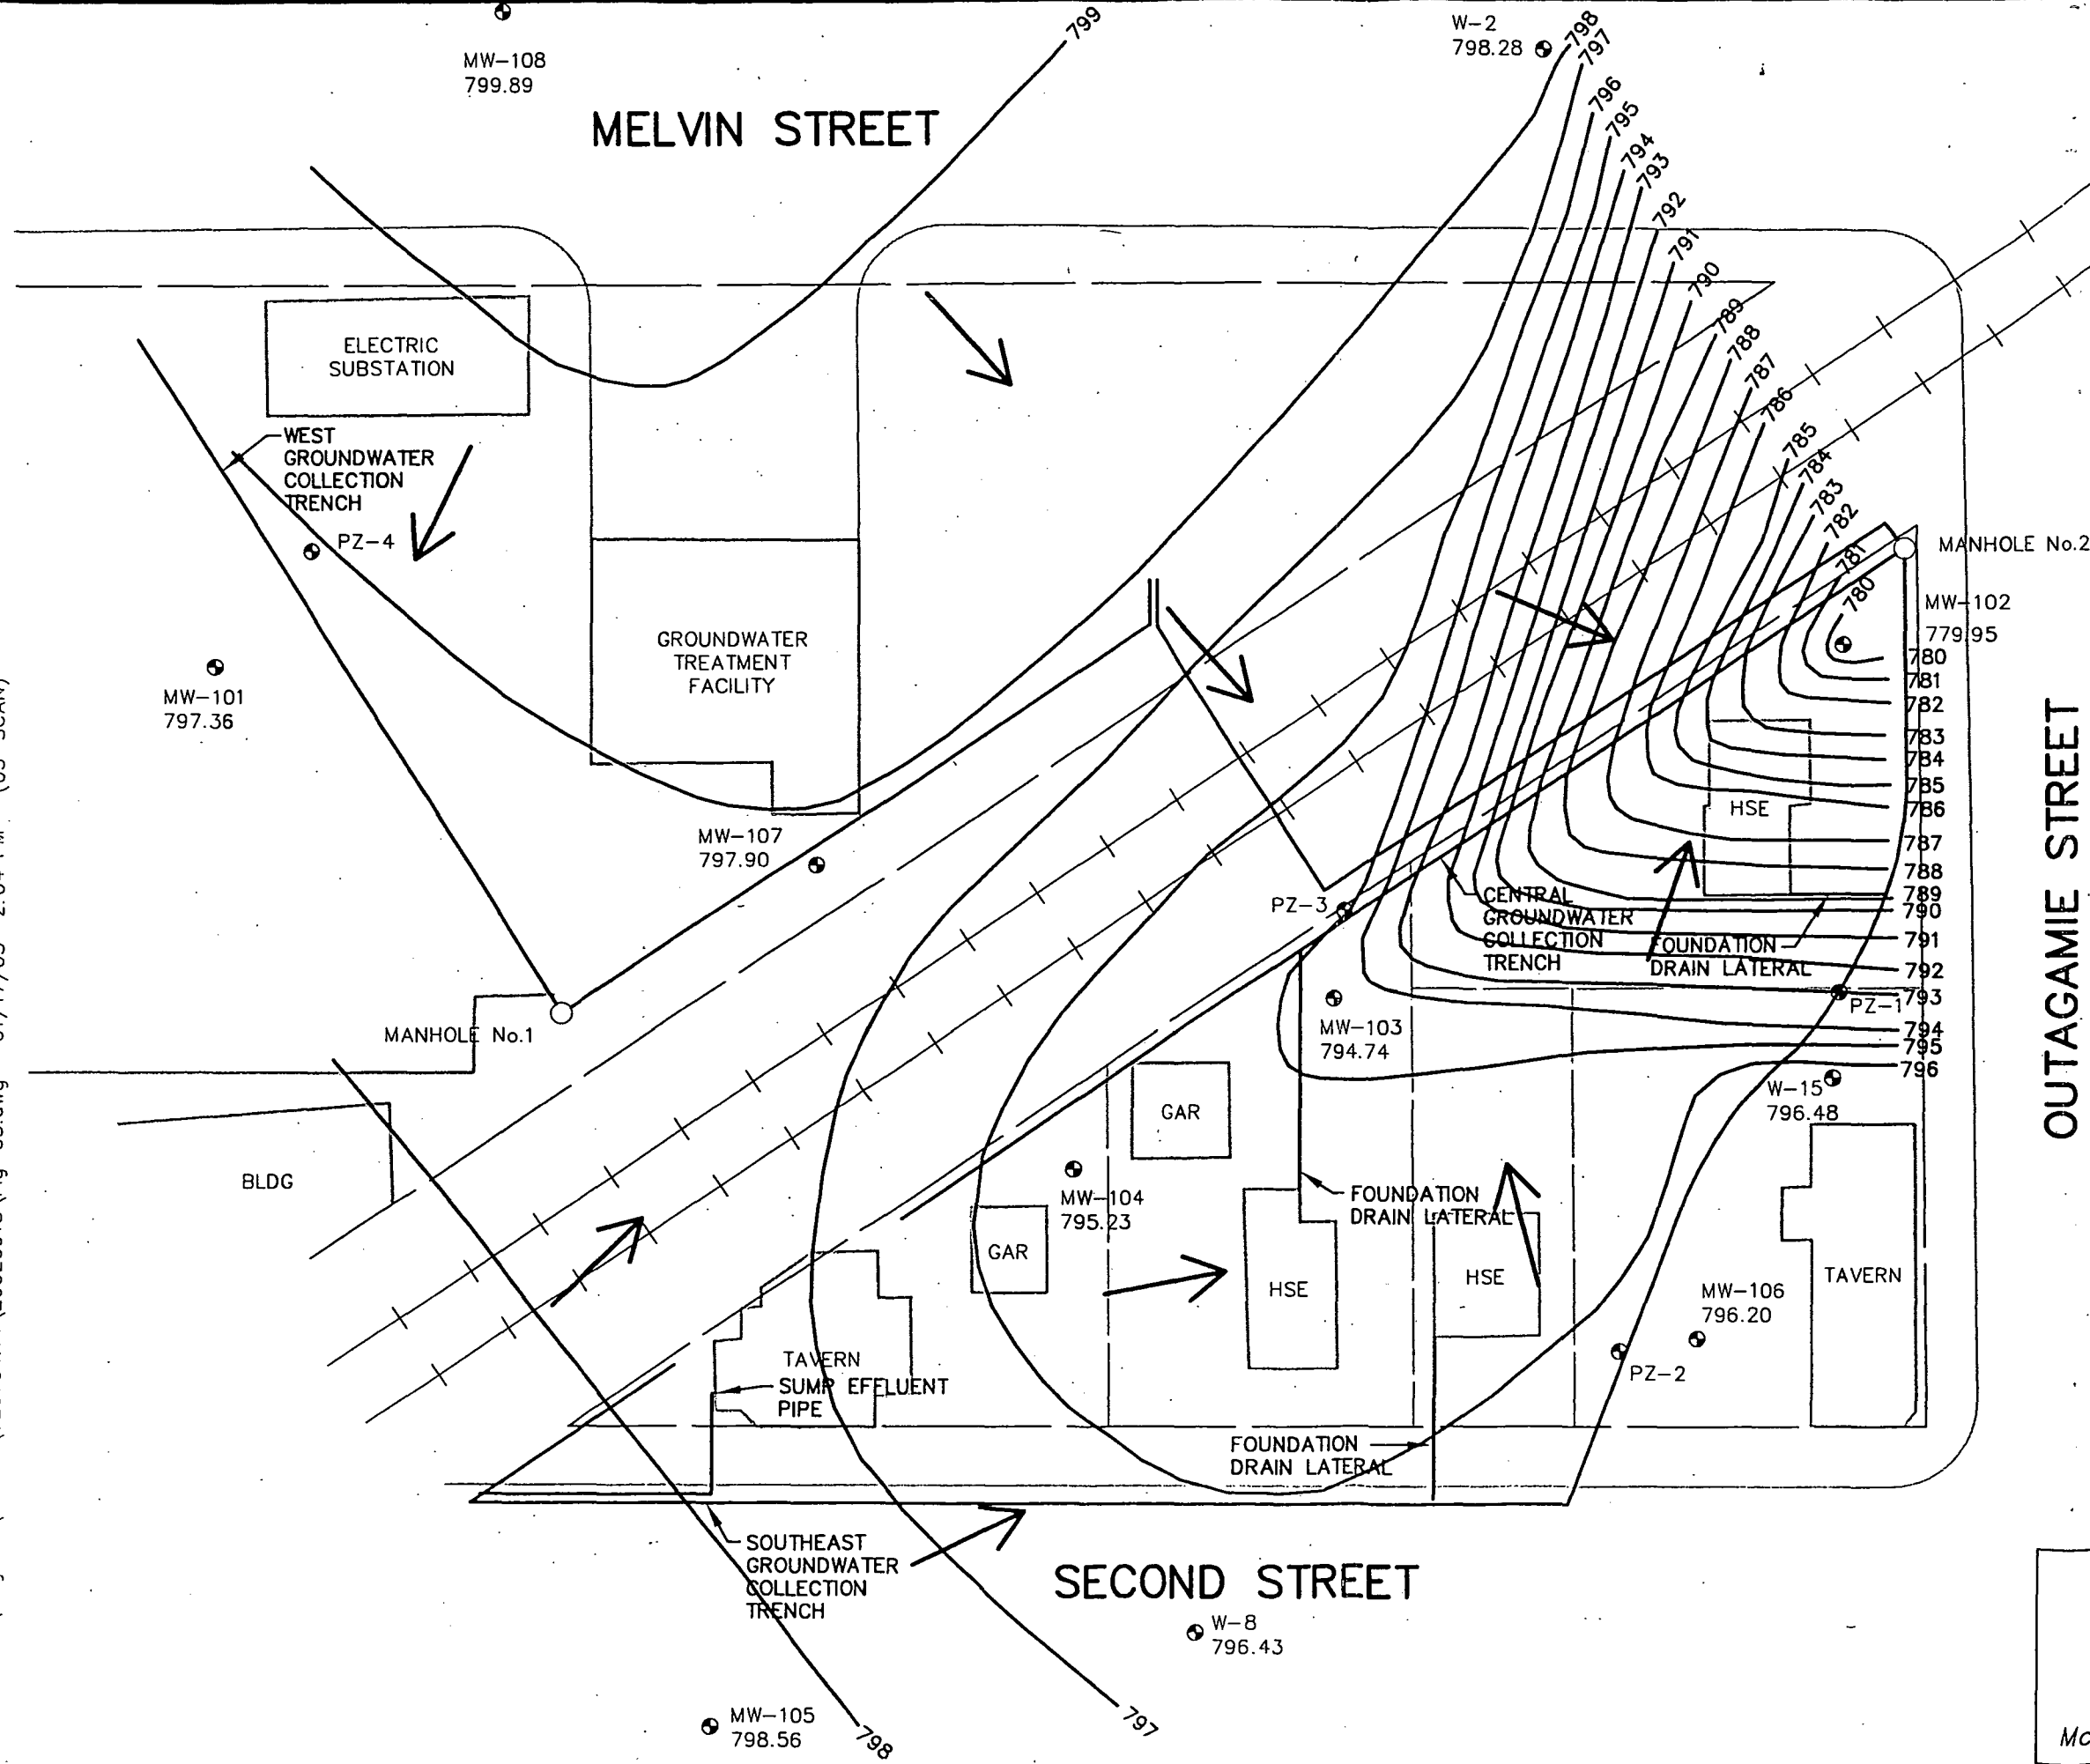 MW-108
799.89
MELVIN STREET
799
W-2
798.28
798
797
796
795
794
793
792
791
790
789
788
787
786
785
784
783
782
781
780
ELECTRIC
SUBSTATION
WEST
GROUNDWATER
COLLECTION
TRENCH
PZ-4
MW-101
797.36
GROUNDWATER
TREATMENT
FACILITY
MW-107
797.90
MANHOLE No.2
MW-102
779.95
780
781
782
783
784
785
786
787
788
789
790
791
792
793
794
795
796
HSE
OUTAGAMIE STREET
PZ-3
CENTRAL
GROUNDWATER
COLLECTION
TRENCH
FOUNDATION
DRAIN LATERAL
PZ-1
MW-103
794.74
MANHOLE No.1
BLDG
GAR
W-15
796.48
MW-104
795.23
FOUNDATION
DRAIN LATERAL
GAR
HSE
HSE
TAVERN
MW-106
796.20
PZ-2
TAVERN
SUMP EFFLUENT
PIPE
FOUNDATION
DRAIN LATERAL
SOUTHEAST
GROUNDWATER
COLLECTION
TRENCH
SECOND STREET
W-8
796.43
MW-105
798.56
798
797